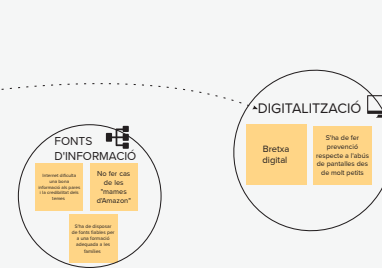 DIGITALITZACIÓ
Bretxa
digital
S'ha de fer
prevenció
respecte a l'abús
de pantalles des
de molt petits
FONTS
D'INFORMACIÓ
Internet dificulta
una bona
informació als pares
i la credibilitat dels
temes
No fer cas
de les
"mames
d'Amazon"
S'ha de disposar
de fonts fiables per
a una formació
adequada a les
famílies